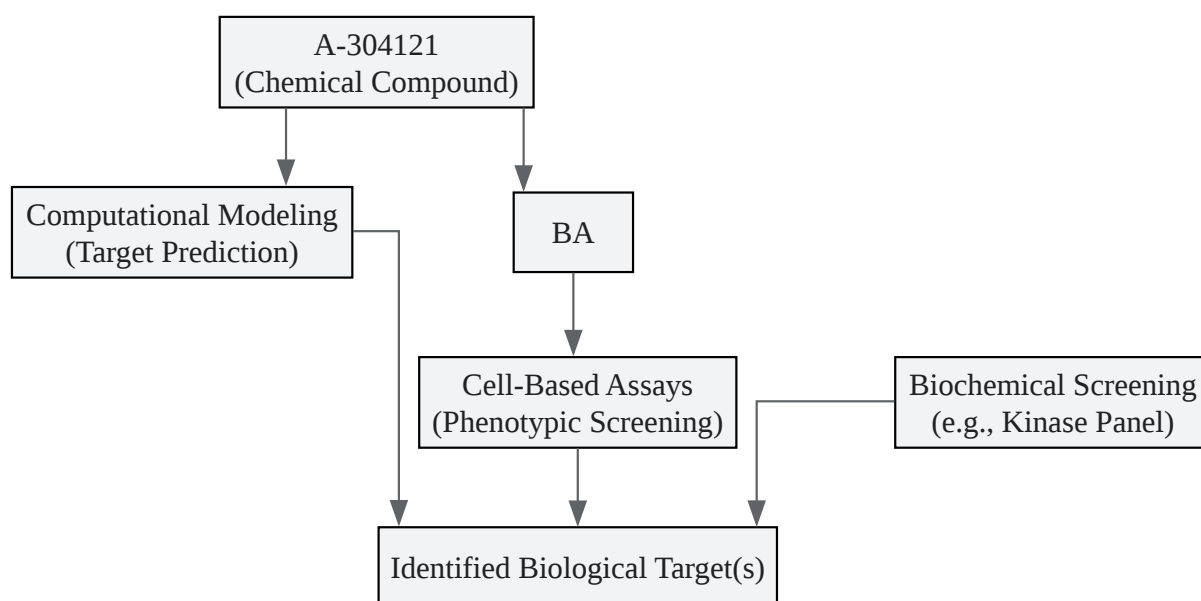 A-304121
(Chemical Compound)
Computational Modeling
(Target Prediction)
BA
Cell-Based Assays
(Phenotypic Screening)
Biochemical Screening
(e.g., Kinase Panel)
Identified Biological Target(s)